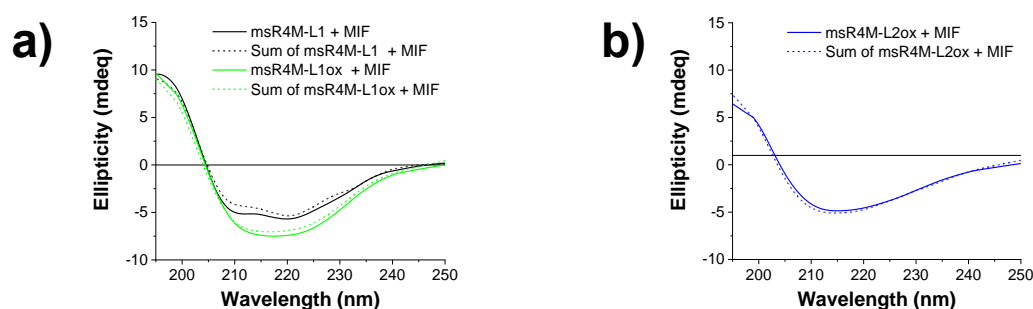 a)
15
10
5
0
-5
-10
Ellipticity (mdeq)
msR4M-L1 + MIF
Sum of msR4M-L1 + MIF
msR4M-L1ox + MIF
Sum of msR4M-L1ox + MIF
200 210 220 230 240 250
Wavelength (nm)
b)
15
10
5
0
-5
-10
Ellipticity (mdeq)
msR4M-L2ox + MIF
Sum of msR4M-L2ox + MIF
200 210 220 230 240 250
Wavelength (nm)